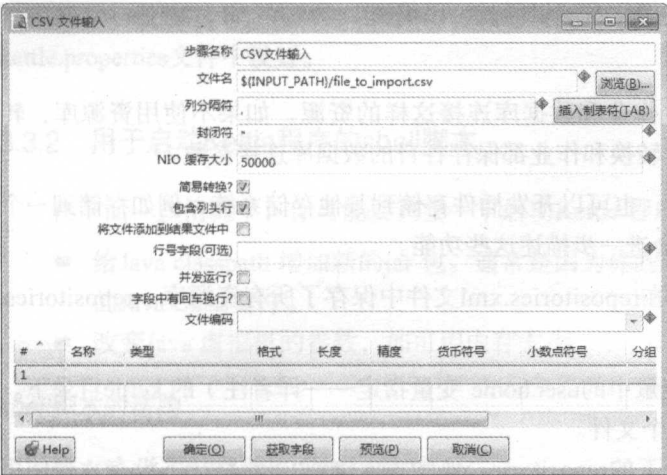 CSV 文件输入
步骤名称 CSV文件输入
文件名 ${INPUT_PATH}/file_to_import.csv 浏览(B)...
列分隔符 插入制表符(TAB)
封闭符
NIO 缓存大小 50000
简易转换?
包含列头行?
将文件添加到结果文件中
行号字段(可选)
并发运行?
字段中有回车换行?
文件编码
# 名称 类型 格式 长度 精度 货币符号 小数点符号 分组
1
Help 确定(O) 获取字段 预览(P) 取消(C)